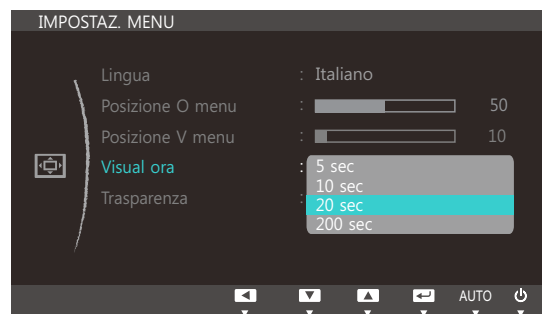 IMPOSTAZ. MENU
Lingua : Italiano
Posizione O menu : 50
Posizione V menu : 10
Visual ora : 5 sec
10 sec
Trasparenza : 20 sec
200 sec
AUTO